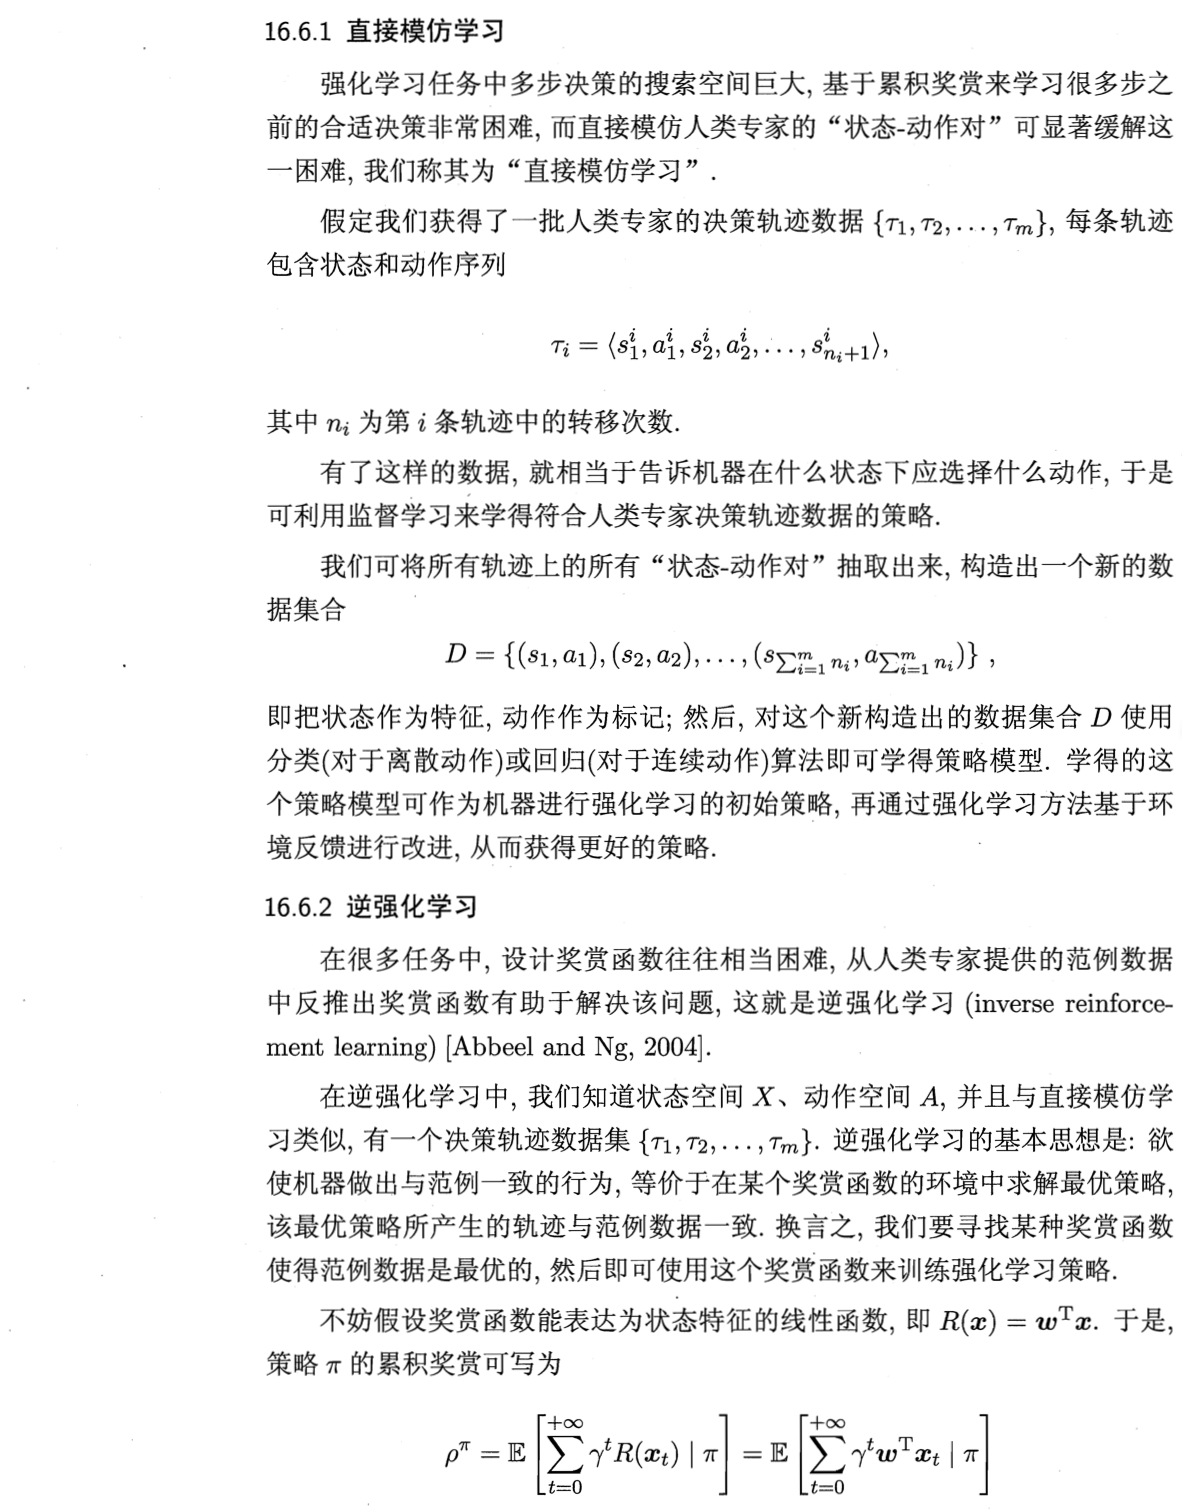 16.6.1 直接模仿学习
强化学习任务中多步决策的搜索空间巨大, 基于累积奖赏来学习很多步之
前的合适决策非常困难, 而直接模仿人类专家的“状态-动作对”可显著缓解这
一困难, 我们称其为“直接模仿学习”.
假定我们获得了一批人类专家的决策轨迹数据 {τ₁, τ₂, . . . , τₘ}, 每条轨迹
包含状态和动作序列
$\tau_i = \langle s_1^i, a_1^i, s_2^i, a_2^i, \ldots, s_{n_i+1}^i \rangle,$
其中 $n_i$ 为第 $i$ 条轨迹中的转移次数.
有了这样的数据, 就相当于告诉机器在什么状态下应选择什么动作, 于是
可利用监督学习来学得符合人类专家决策轨迹数据的策略.
我们可将所有轨迹上的所有“状态-动作对”抽取出来, 构造出一个新的数
据集合
$D = \{(s_1, a_1), (s_2, a_2), \ldots, (s_{\sum_{i=1}^m n_i}, a_{\sum_{i=1}^m n_i})\} ,$
即把状态作为特征, 动作作为标记; 然后, 对这个新构造出的数据集合 $D$ 使用
分类(对于离散动作)或回归(对于连续动作)算法即可学得策略模型. 学得的这
个策略模型可作为机器进行强化学习的初始策略, 再通过强化学习方法基于环
境反馈进行改进, 从而获得更好的策略.
16.6.2 逆强化学习
在很多任务中, 设计奖赏函数往往相当困难, 从人类专家提供的范例数据
中反推出奖赏函数有助于解决该问题, 这就是逆强化学习 (inverse reinforce-
ment learning) [Abbeel and Ng, 2004].
在逆强化学习中, 我们知道状态空间 $X$、动作空间 $A$, 并且与直接模仿学
习类似, 有一个决策轨迹数据集 {τ₁, τ₂, . . . , τₘ}. 逆强化学习的基本思想是: 欲
使机器做出与范例一致的行为, 等价于在某个奖赏函数的环境中求解最优策略,
该最优策略所产生的轨迹与范例数据一致. 换言之, 我们要寻找某种奖赏函数
使得范例数据是最优的, 然后即可使用这个奖赏函数来训练强化学习策略.
不妨假设奖赏函数能表达为状态特征的线性函数, 即 $R(\boldsymbol{x}) = \boldsymbol{w}^{\mathrm{T}}\boldsymbol{x}$. 于是,
策略 $\pi$ 的累积奖赏可写为
$\rho^\pi = \mathbb{E}\left[\sum_{t=0}^{+\infty} \gamma^t R(\boldsymbol{x}_t) \mid \pi\right] = \mathbb{E}\left[\sum_{t=0}^{+\infty} \gamma^t \boldsymbol{w}^{\mathrm{T}} \boldsymbol{x}_t \mid \pi\right]$